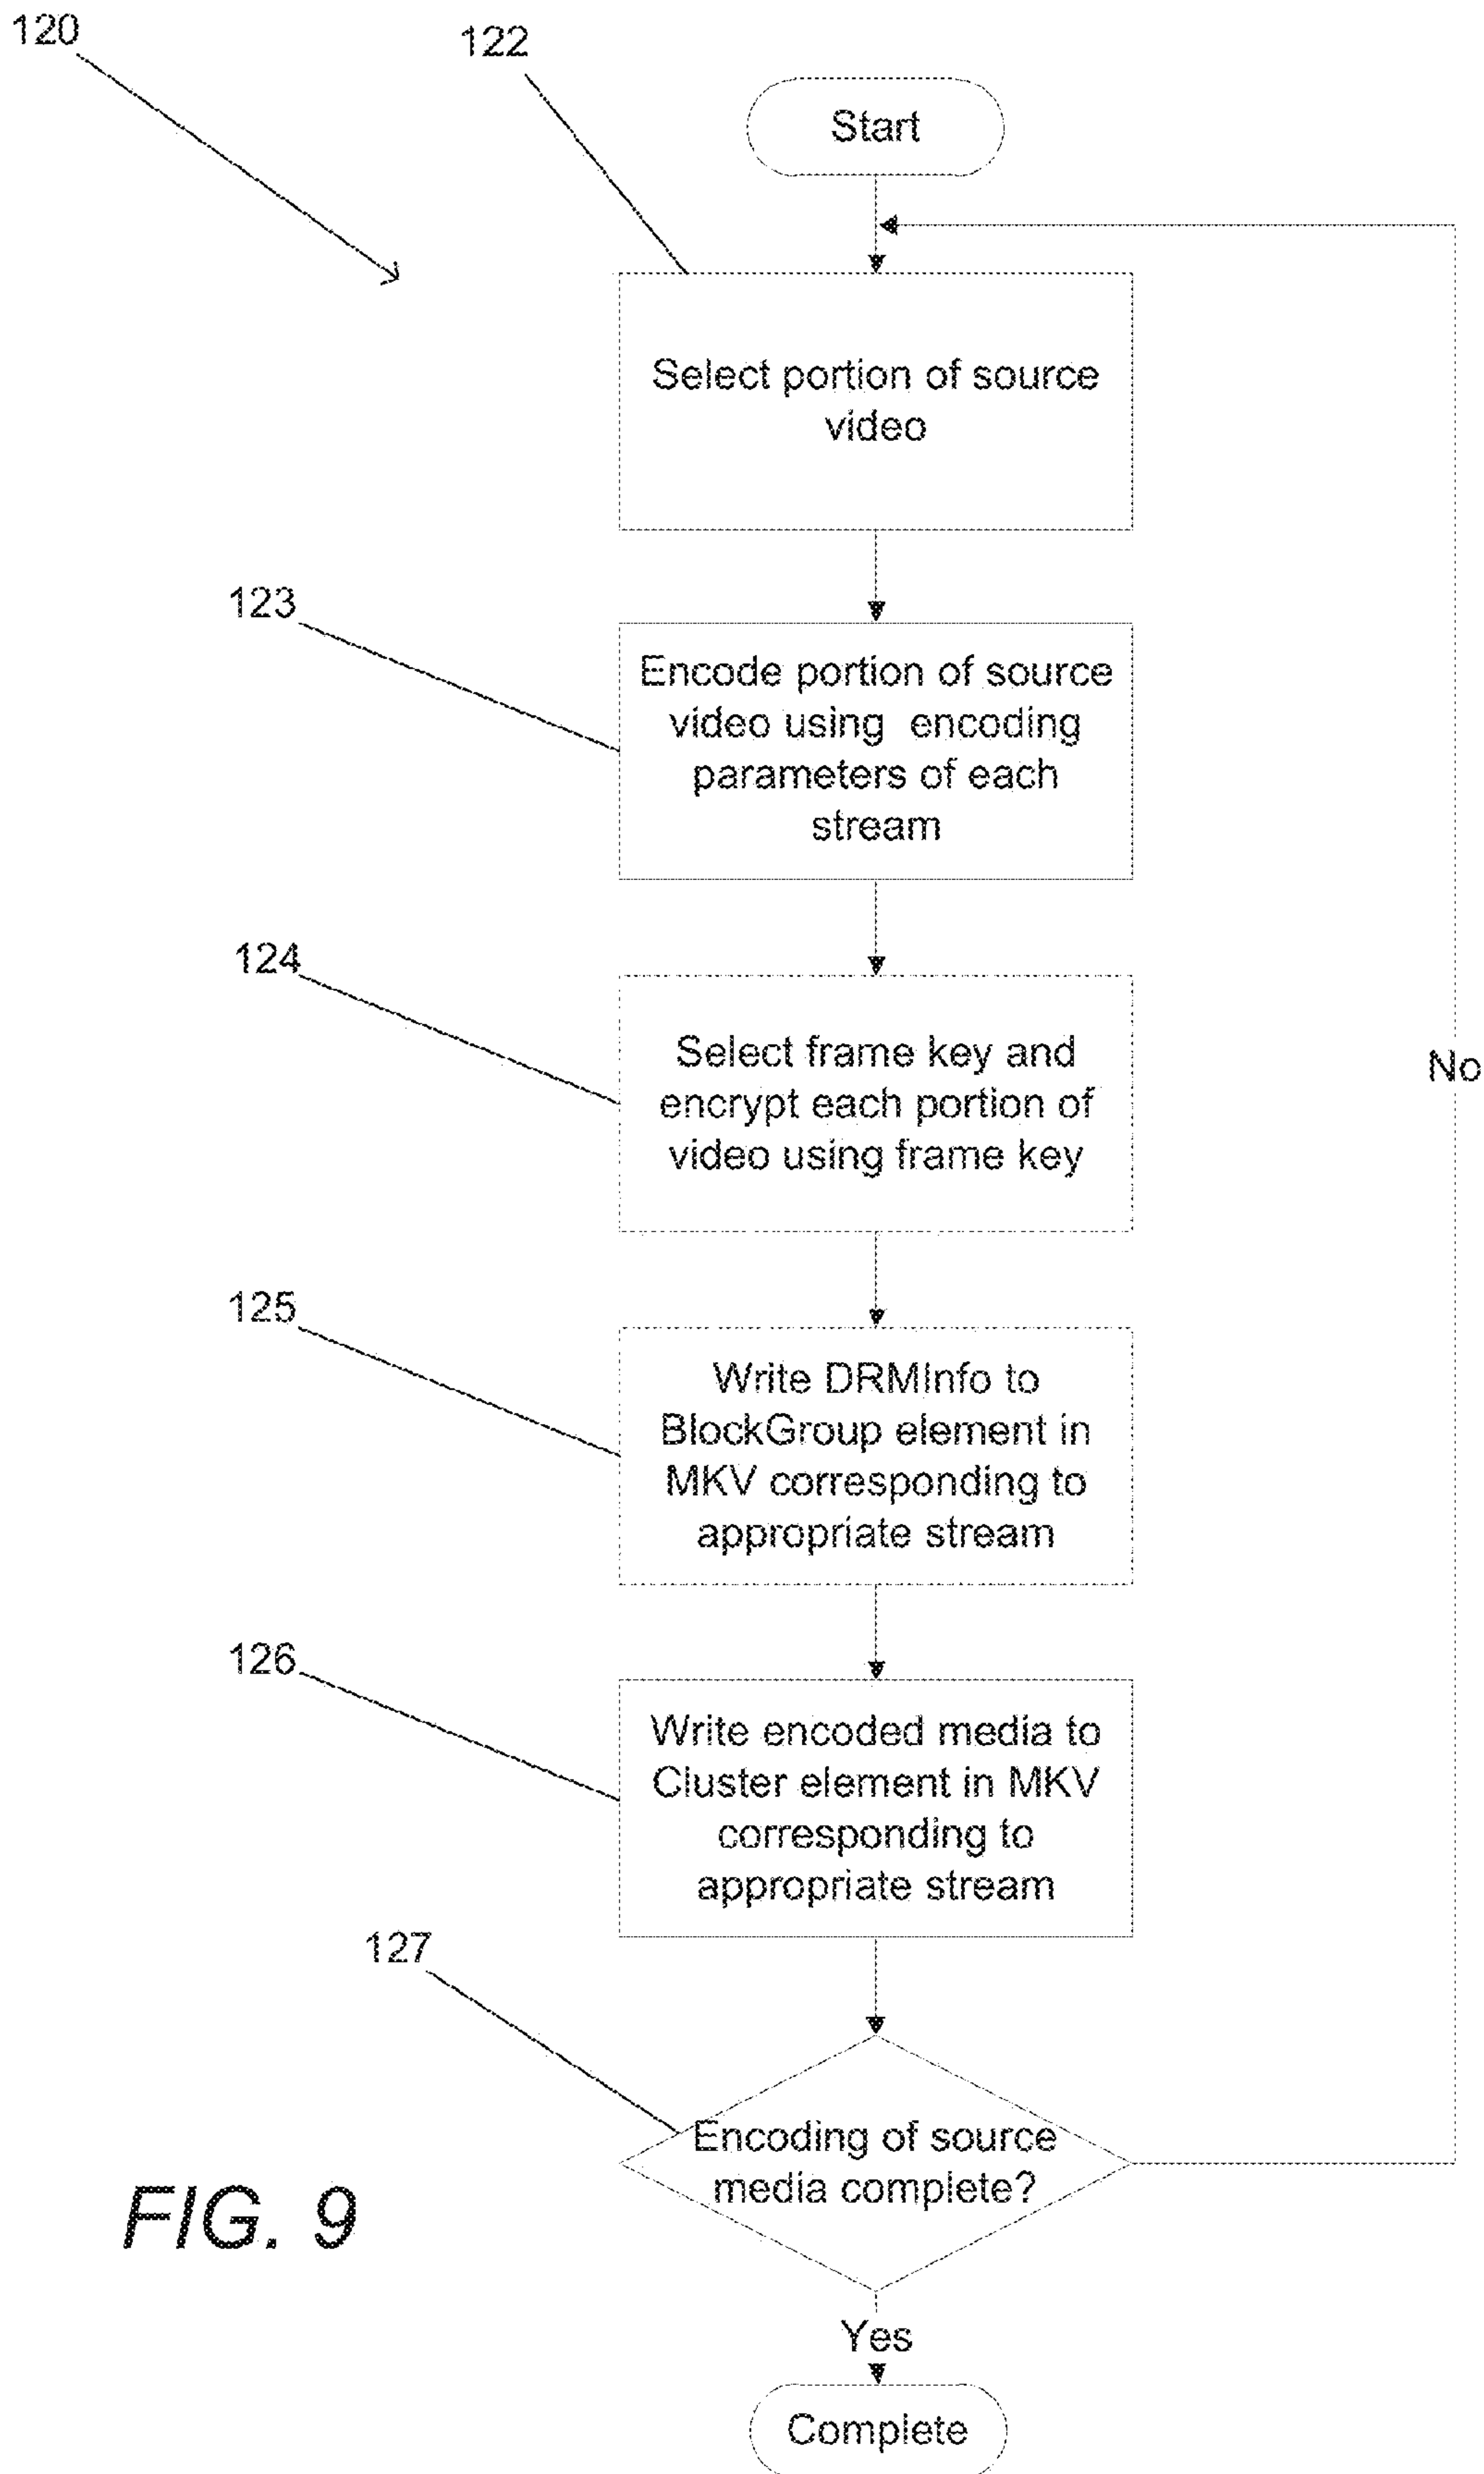 120
122
Start
Select portion of source
video
123
Encode portion of source
video using encoding
parameters of each
stream
124
Select frame key and
encrypt each portion of
video using frame key
No
125
Write DRMInfo to
BlockGroup element in
MKV corresponding to
appropriate stream
126
Write encoded media to
Cluster element in MKV
corresponding to
appropriate stream
127
Encoding of source
media complete?
FIG. 9
Yes
Complete